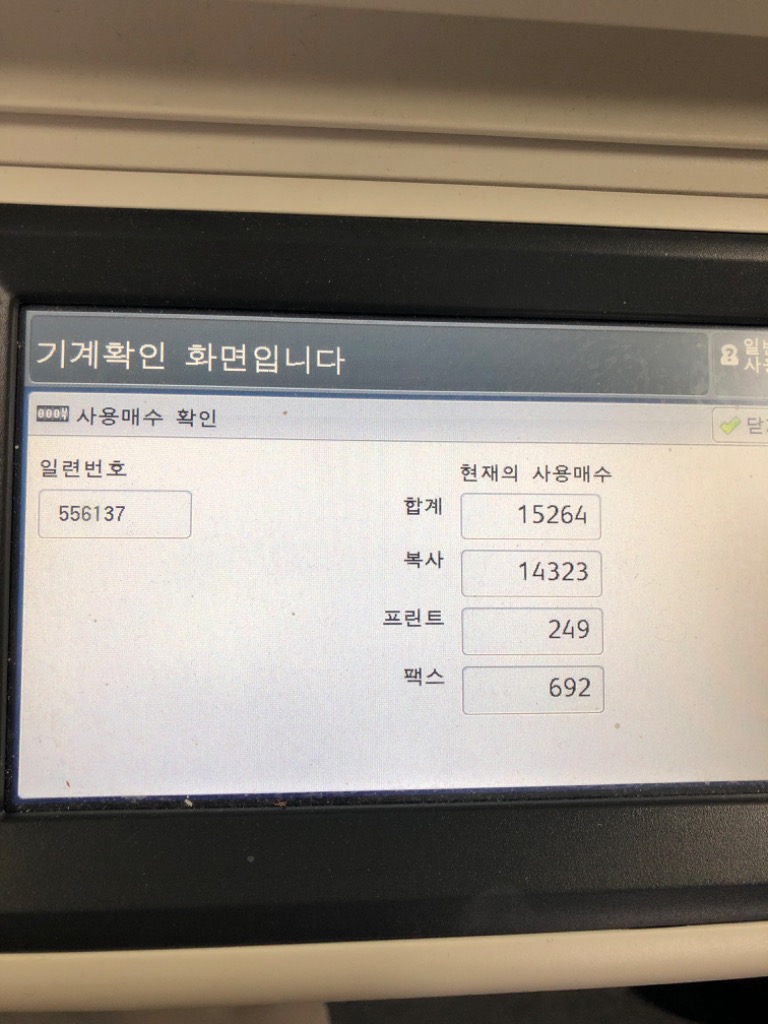 기계확인 화면입니다
사용매수 확인
일련번호
556137
현재의 사용매수
합계 15264
복사 14323
프린트 249
팩스 692